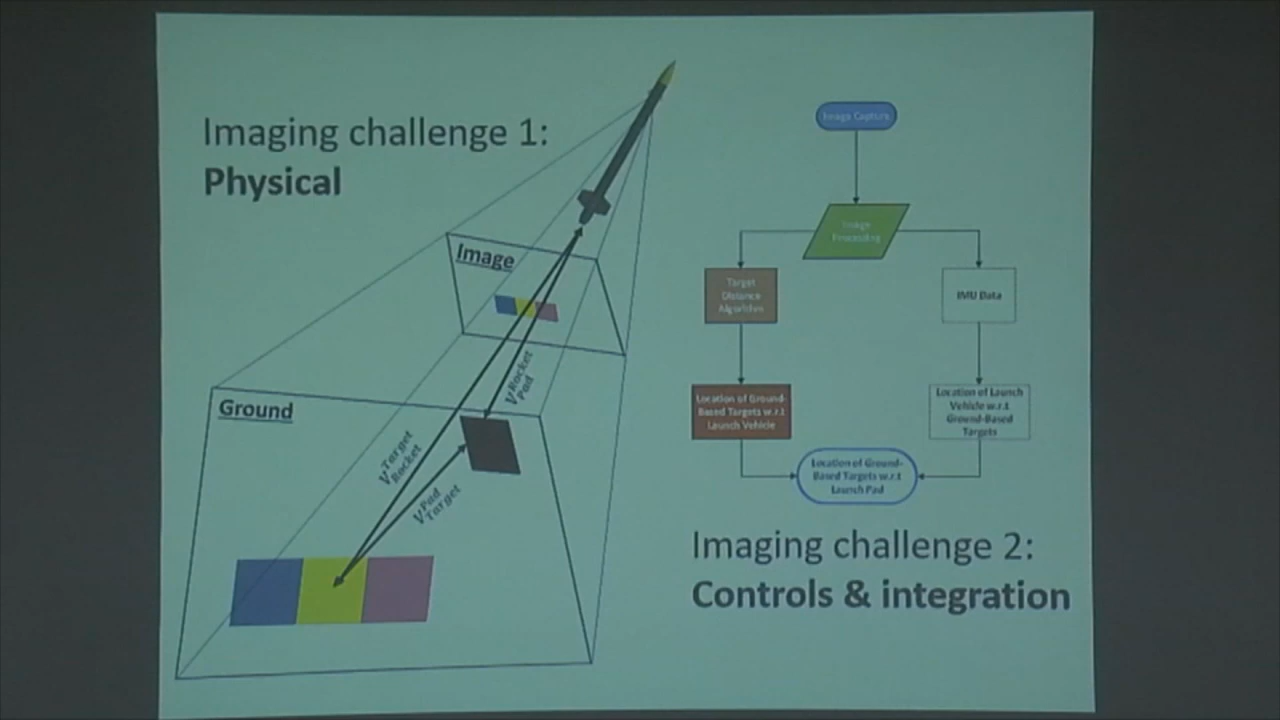 Imaging challenge 1:
Physical
Image
Ground
V Rocket Pad
V Target Rocket
V Pad Target
Image Capture
Image
Processing
Target
Distance
Algorithm
IMU Data
Location of Ground-
Based Targets w.r.t
Launch Vehicle
Location of Launch
Vehicle w.r.t
Ground-Based
Targets
Location of Ground-
Based Targets w.r.t
Launch Pad
Imaging challenge 2:
Controls & integration